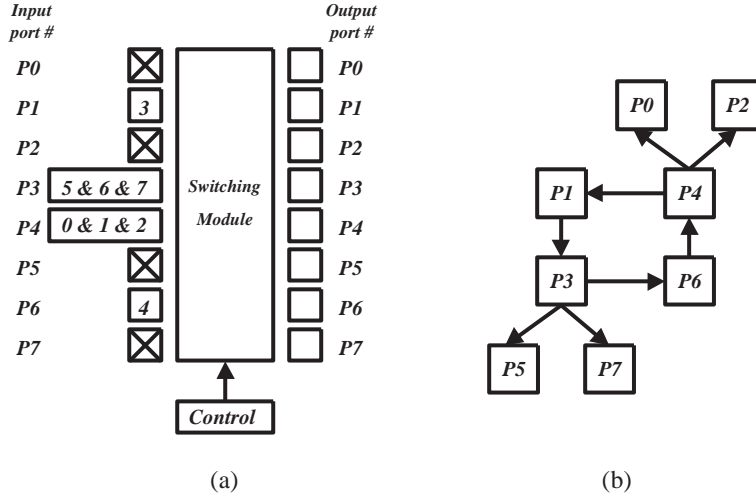 Input
port #
Output
port #
P0
P0
P1
3
P1
P2
P2
P3
5 & 6 & 7
P3
P4
0 & 1 & 2
P4
P5
P5
P6
4
P6
P7
P7
Switching
Module
Control
(a)
P0
P2
P1
P4
P3
P6
P5
P7
(b)